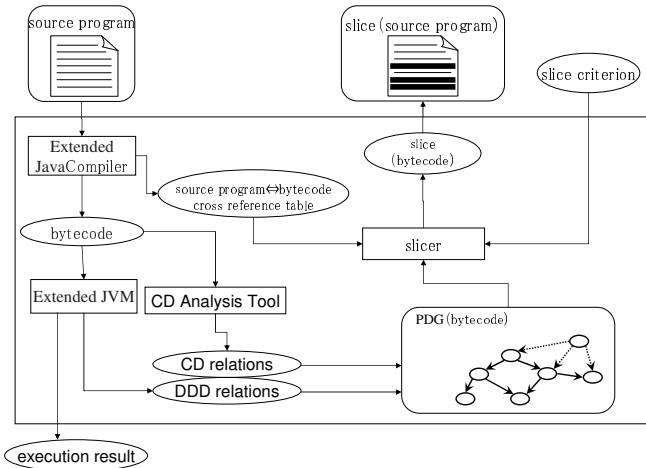 source program
slice (source program)
slice criterion
Extended
JavaCompiler
slice
(bytecode)
source program⇔bytecode
cross reference table
bytecode
slicer
Extended JVM
CD Analysis Tool
PDG(bytecode)
CD relations
DDD relations
execution result